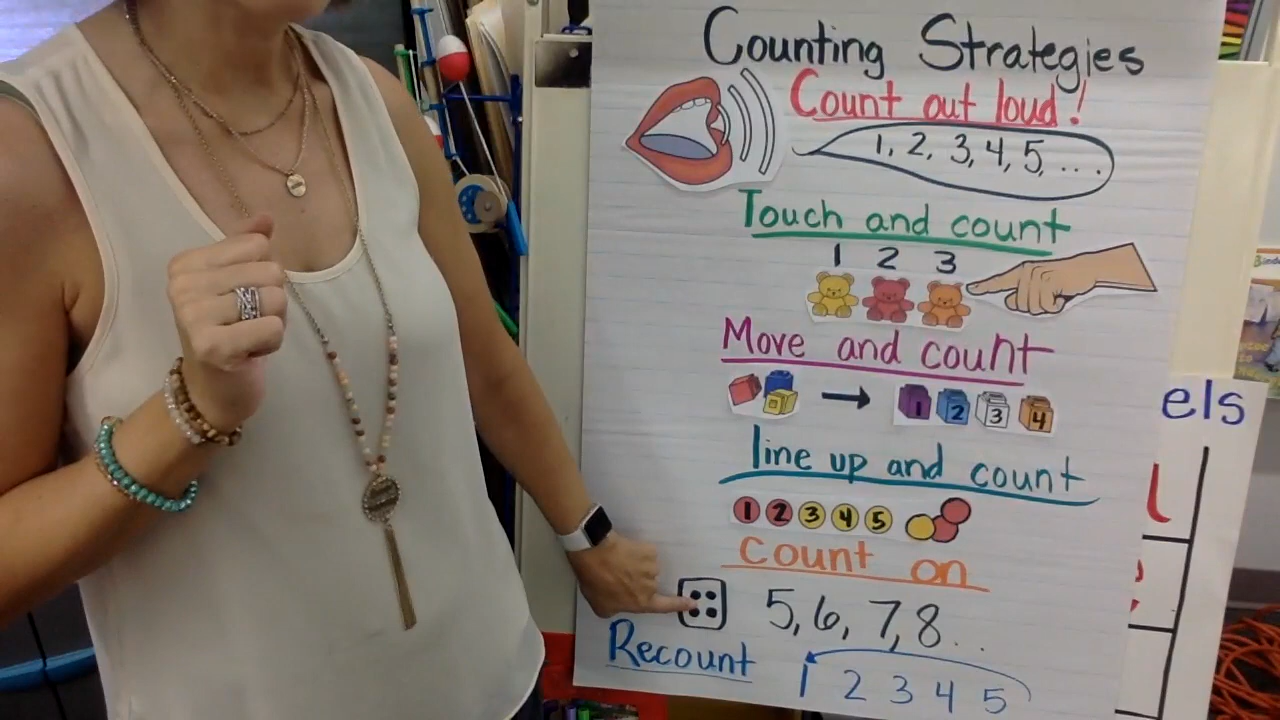 Counting Strategies
Count out loud!
1, 2, 3, 4, 5, ....
Touch and count
1 2 3
Move and count
1 2 3 4
line up and count
1 2 3 4 5
Count on
5, 6, 7, 8 ..
Recount
1 2 3 4 5
els